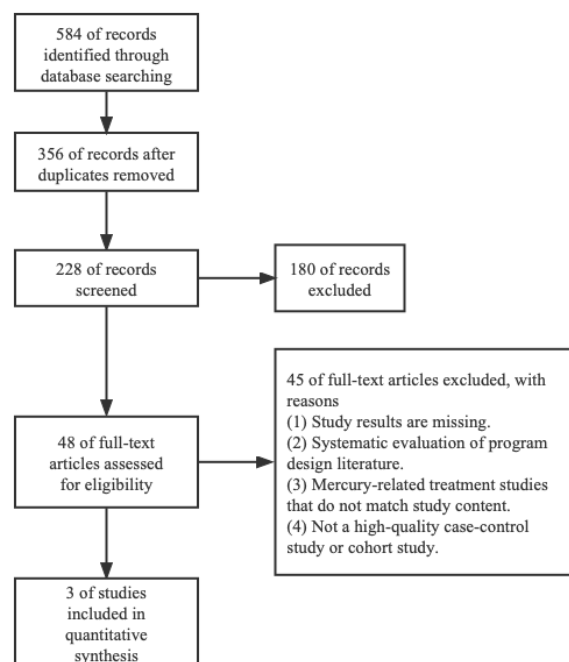 584 of records
identified through
database searching
356 of records after
duplicates removed
228 of records
screened
180 of records
excluded
48 of full-text
articles assessed
for eligibility
45 of full-text articles excluded, with
reasons
(1) Study results are missing.
(2) Systematic evaluation of program
design literature.
(3) Mercury-related treatment studies
that do not match study content.
(4) Not a high-quality case-control
study or cohort study.
3 of studies
included in
quantitative
synthesis